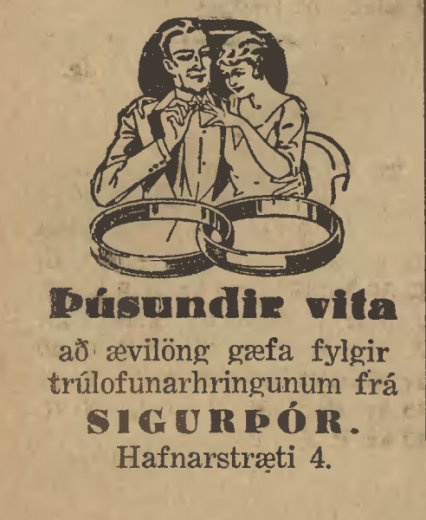 Þúsundir vita
að ævilöng gæfa fylgir
trúlofunarhringunum frá
SIGURÞÓR.
Hafnarstræti 4.